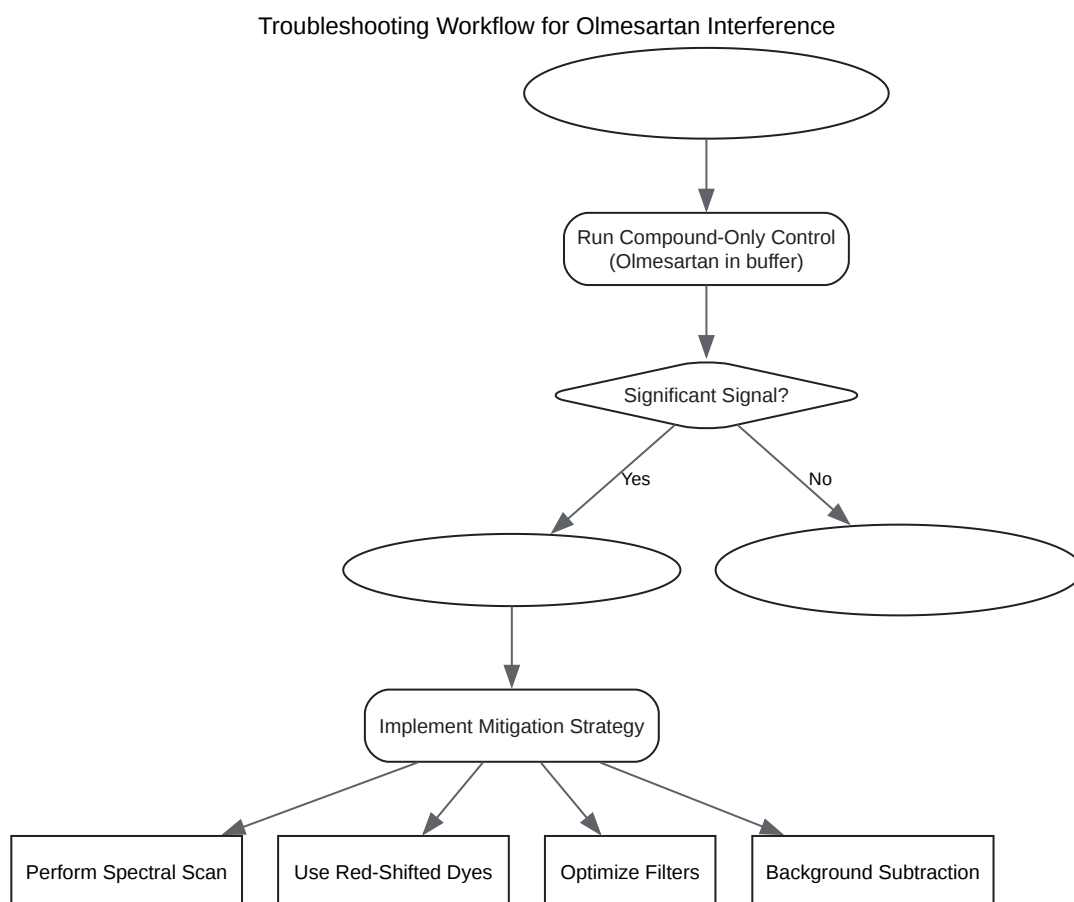 Troubleshooting Workflow for Olmesartan Interference
Run Compound-Only Control
(Olmesartan in buffer)
Significant Signal?
Yes
No
Implement Mitigation Strategy
Perform Spectral Scan
Use Red-Shifted Dyes
Optimize Filters
Background Subtraction